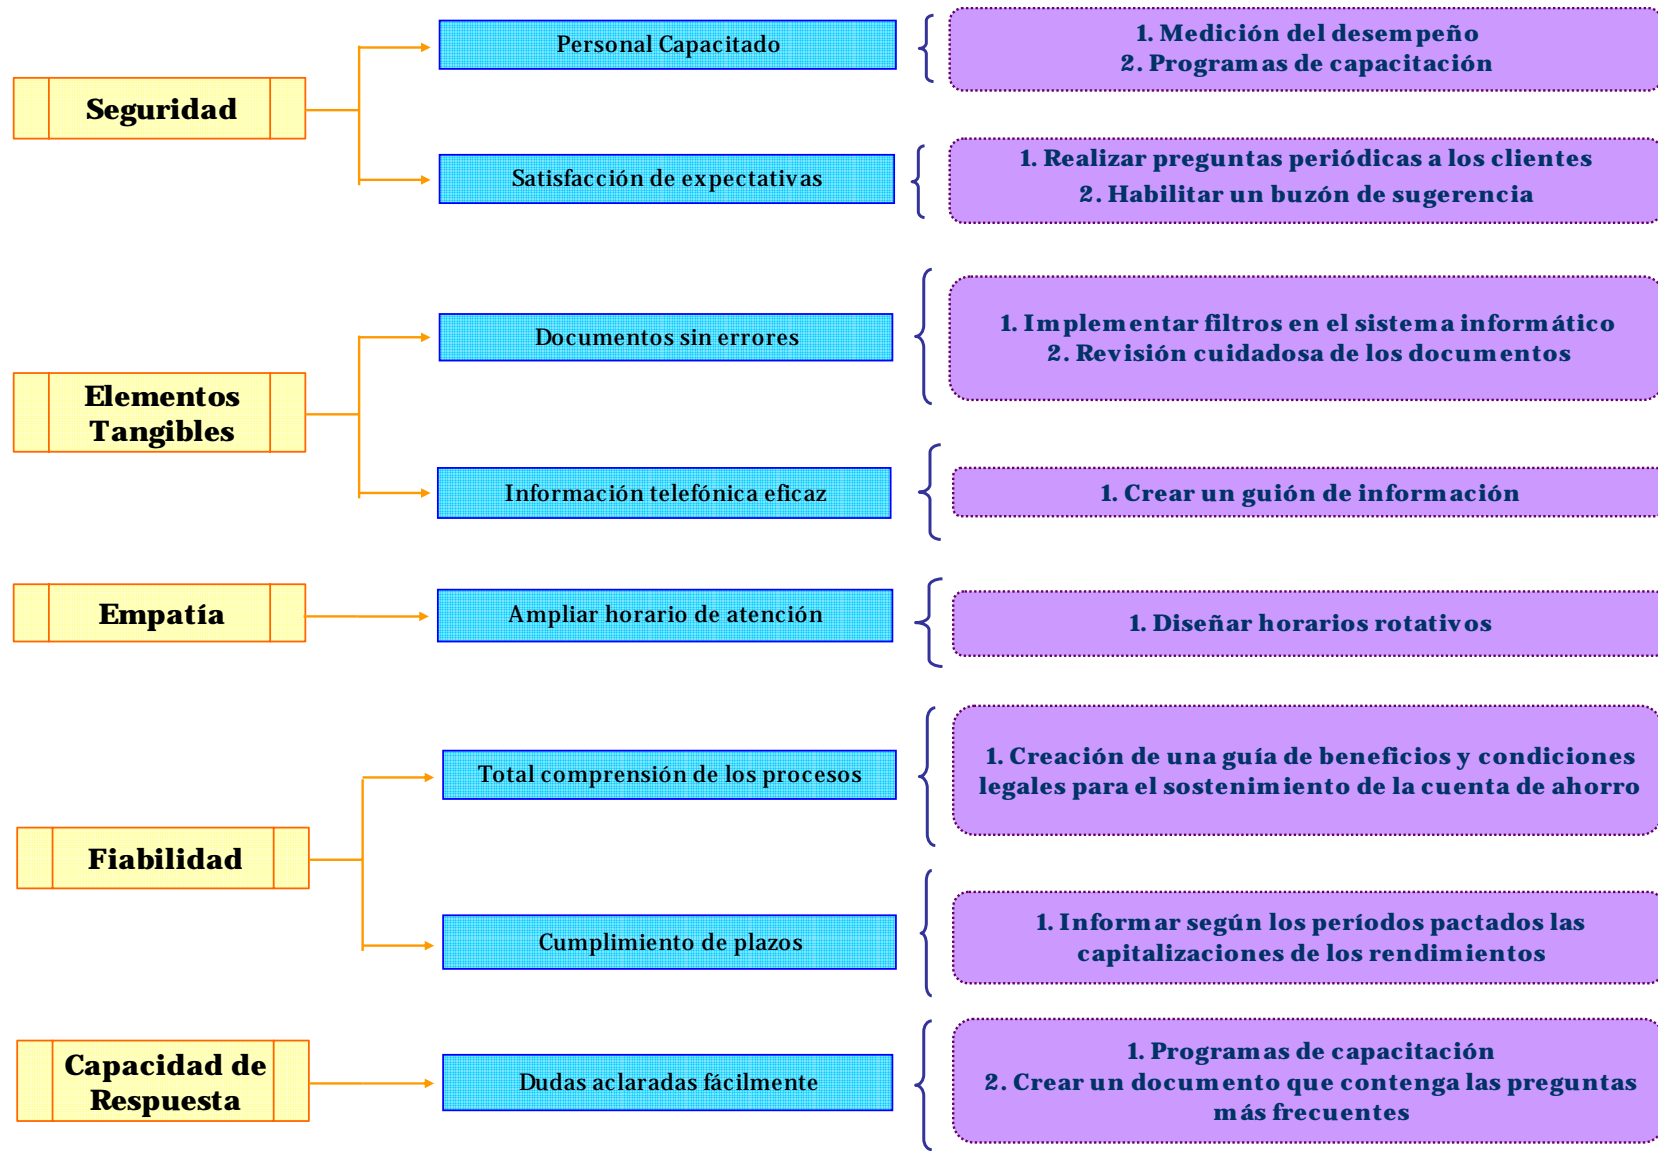 Seguridad
Personal Capacitado
1. Medición del desempeño
2. Programas de capacitación
Satisfacción de expectativas
1. Realizar preguntas periódicas a los clientes
2. Habilitar un buzón de sugerencia
Elementos
Tangibles
Documentos sin errores
1. Implementar filtros en el sistema informático
2. Revisión cuidadosa de los documentos
Información telefónica eficaz
1. Crear un guión de información
Empatía
Ampliar horario de atención
1. Diseñar horarios rotativos
Fiabilidad
Total comprensión de los procesos
1. Creación de una guía de beneficios y condiciones
legales para el sostenimiento de la cuenta de ahorro
Cumplimiento de plazos
1. Informar según los períodos pactados las
capitalizaciones de los rendimientos
Capacidad de
Respuesta
Dudas aclaradas fácilmente
1. Programas de capacitación
2. Crear un documento que contenga las preguntas
más frecuentes